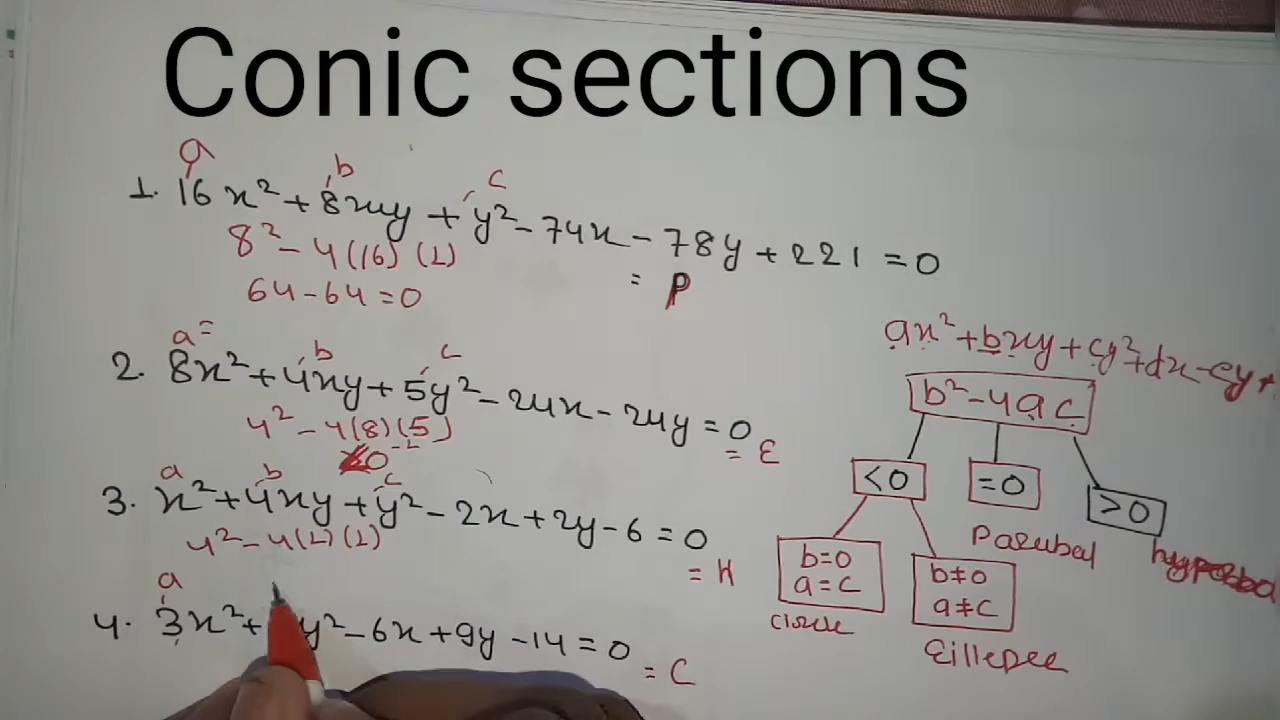 Conic sections
a b c
1. 16x² + 8xy + y² - 74x - 78y + 221 = 0
8² - 4(16)(1)
= P
64 - 64 = 0
a = b c
2. 8x² + 4xy + 5y² - 24x - 24y = 0
4² - 4(8)(5)
= E
a b c
3. x² + 4xy + y² - 2x + 2y - 6 = 0
4² - 4(1)(1)
= H
a
4. 3x² + y² - 6x + 9y - 14 = 0
= C
ax² + bxy + cy² + dx - ey +
b² - 4ac
<0 =0 >0
Parubal
b=0
a=c
b≠0
a≠c
Eillepee